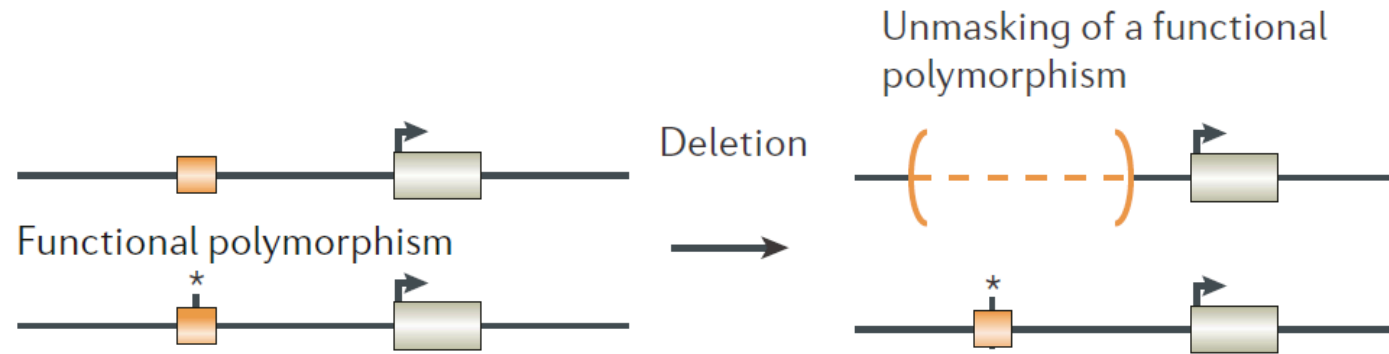 Unmasking of a functional
polymorphism
Deletion
Functional polymorphism
*
*